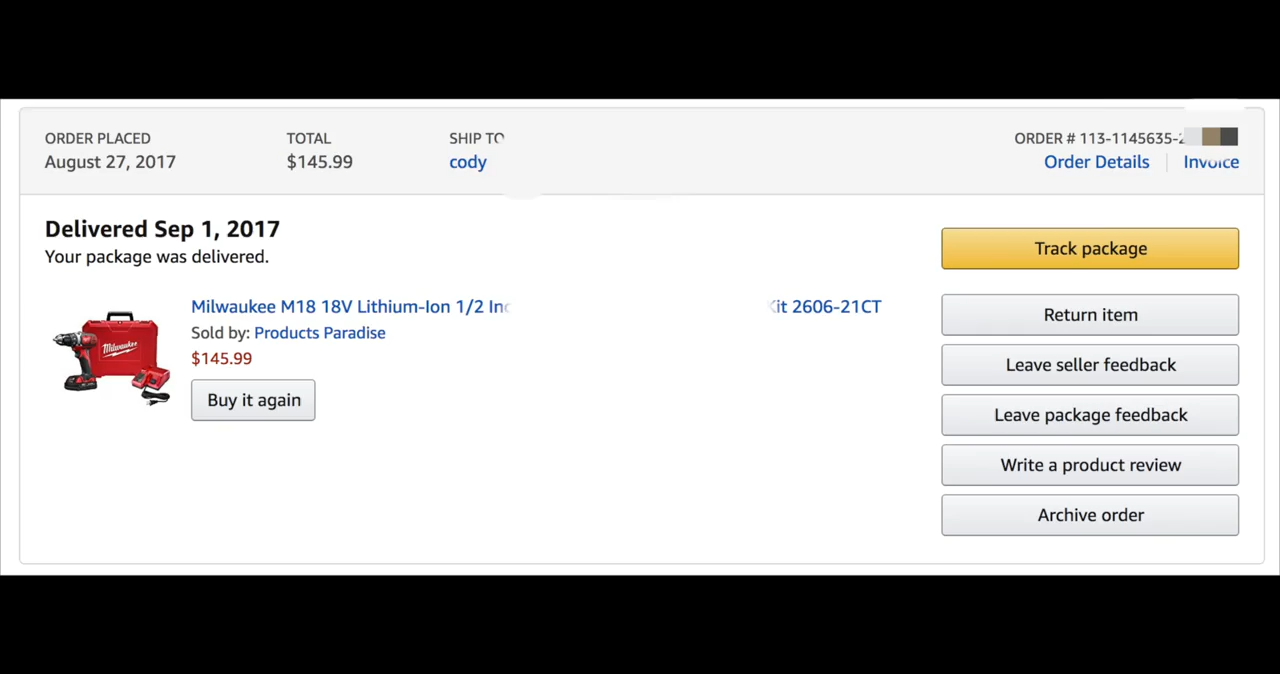 ORDER PLACED
August 27, 2017
TOTAL
$145.99
SHIP TO
cody
ORDER # 113-1145635-
Order Details
Invoice
Delivered Sep 1, 2017
Your package was delivered.
Milwaukee M18 18V Lithium-Ion 1/2 Kit 2606-21CT
Sold by: Products Paradise
$145.99
Buy it again
Milwaukee
Track package
Return item
Leave seller feedback
Leave package feedback
Write a product review
Archive order